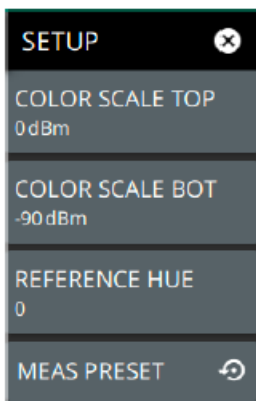 SETUP
COLOR SCALE TOP
0 dBm
COLOR SCALE BOT
-90 dBm
REFERENCE HUE
0
MEAS PRESET